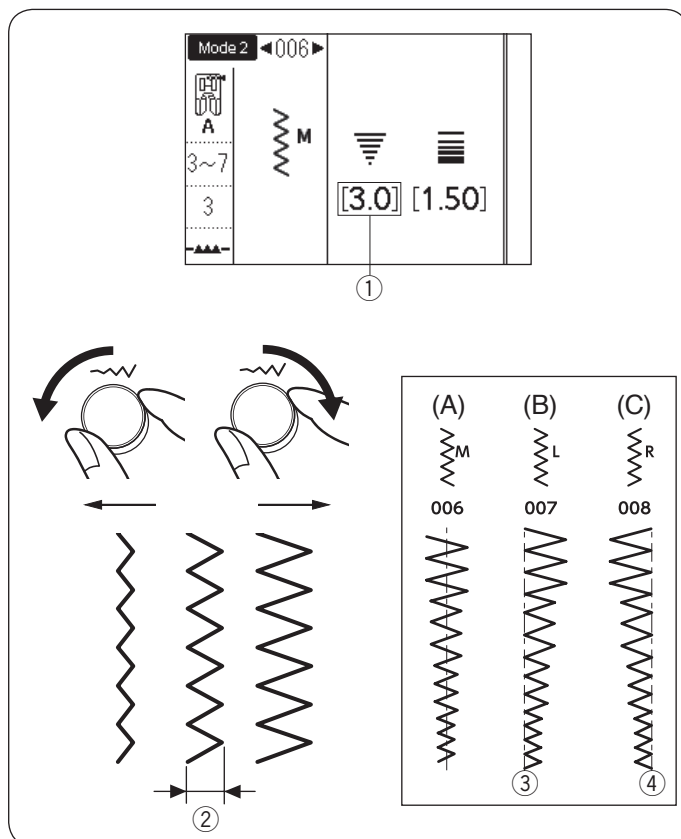 Mode 2 ◀006▶
A
M
3~7
[3.0] [1.50]
3
①
(A) (B) (C)
M L R
006 007 008
②
③ ④